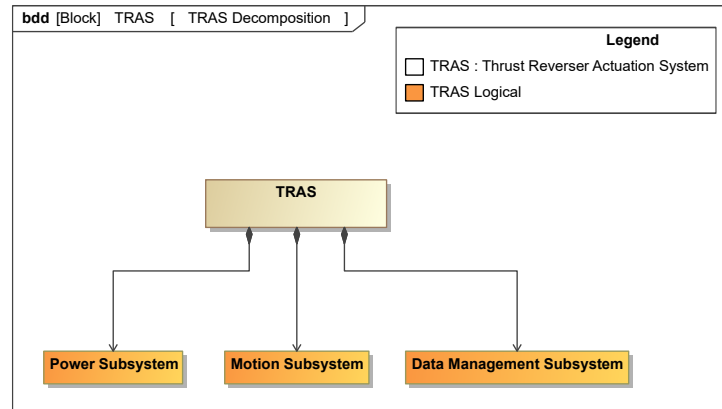 bdd [Block] TRAS [ TRAS Decomposition ]
Legend
TRAS : Thrust Reverser Actuation System
TRAS Logical
TRAS
Power Subsystem
Motion Subsystem
Data Management Subsystem